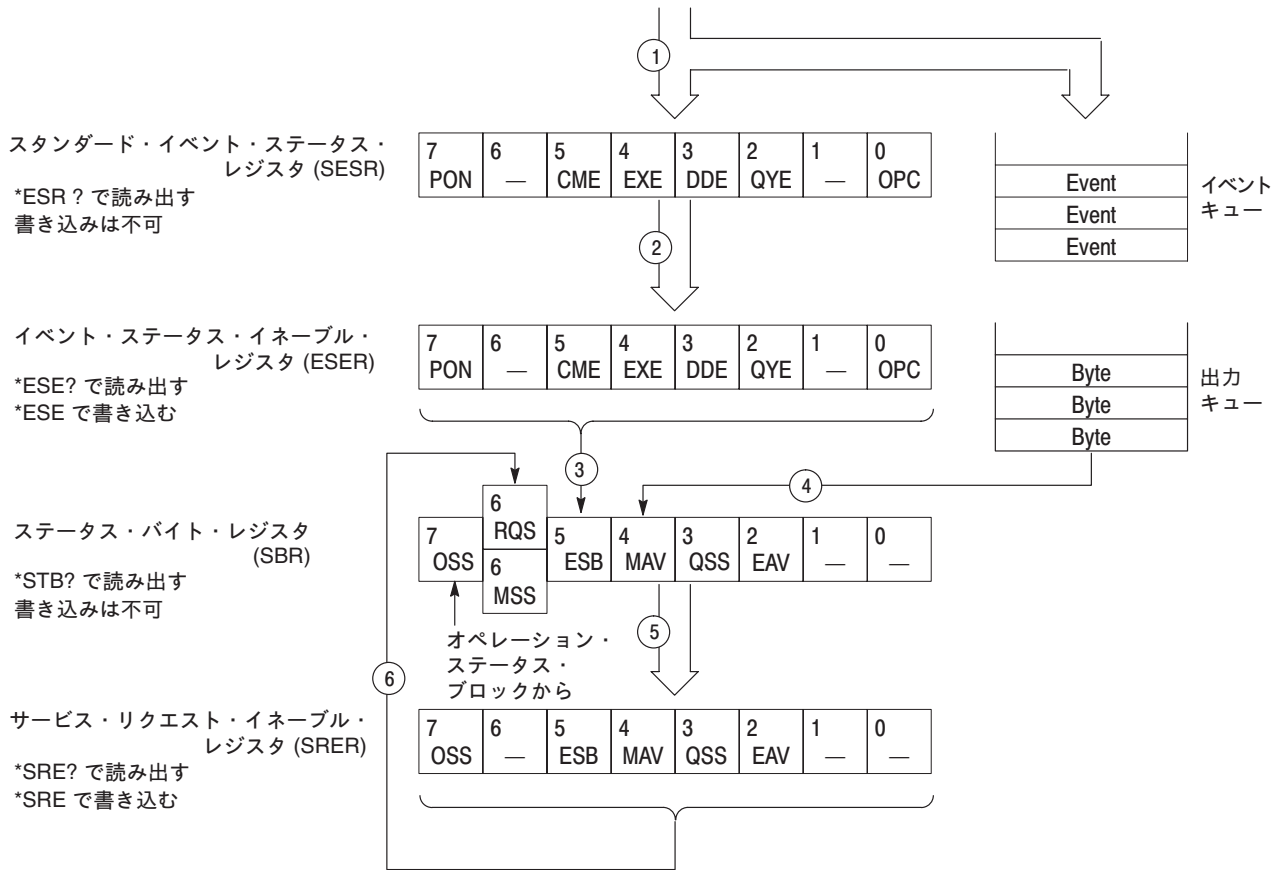 1
スタンダード・イベント・ステータス・
レジスタ (SESR)
*ESR ? で読み出す
書き込みは不可
7 6 5 4 3 2 1 0
PON — CME EXE DDE QYE — OPC
Event
Event
Event
イベント
キュー
2
イベント・ステータス・イネーブル・
レジスタ (ESER)
*ESE? で読み出す
*ESE で書き込む
7 6 5 4 3 2 1 0
PON — CME EXE DDE QYE — OPC
Byte
Byte
Byte
出力
キュー
3
4
ステータス・バイト・レジスタ
(SBR)
*STB? で読み出す
書き込みは不可
6
RQS
7 5 4 3 2 1 0
OSS ESB MAV QSS EAV — —
6
MSS
オペレーション・
ステータス・
ブロックから
5
6
サービス・リクエスト・イネーブル・
レジスタ (SRER)
*SRE? で読み出す
*SRE で書き込む
7 6 5 4 3 2 1 0
OSS — ESB MAV QSS EAV — —